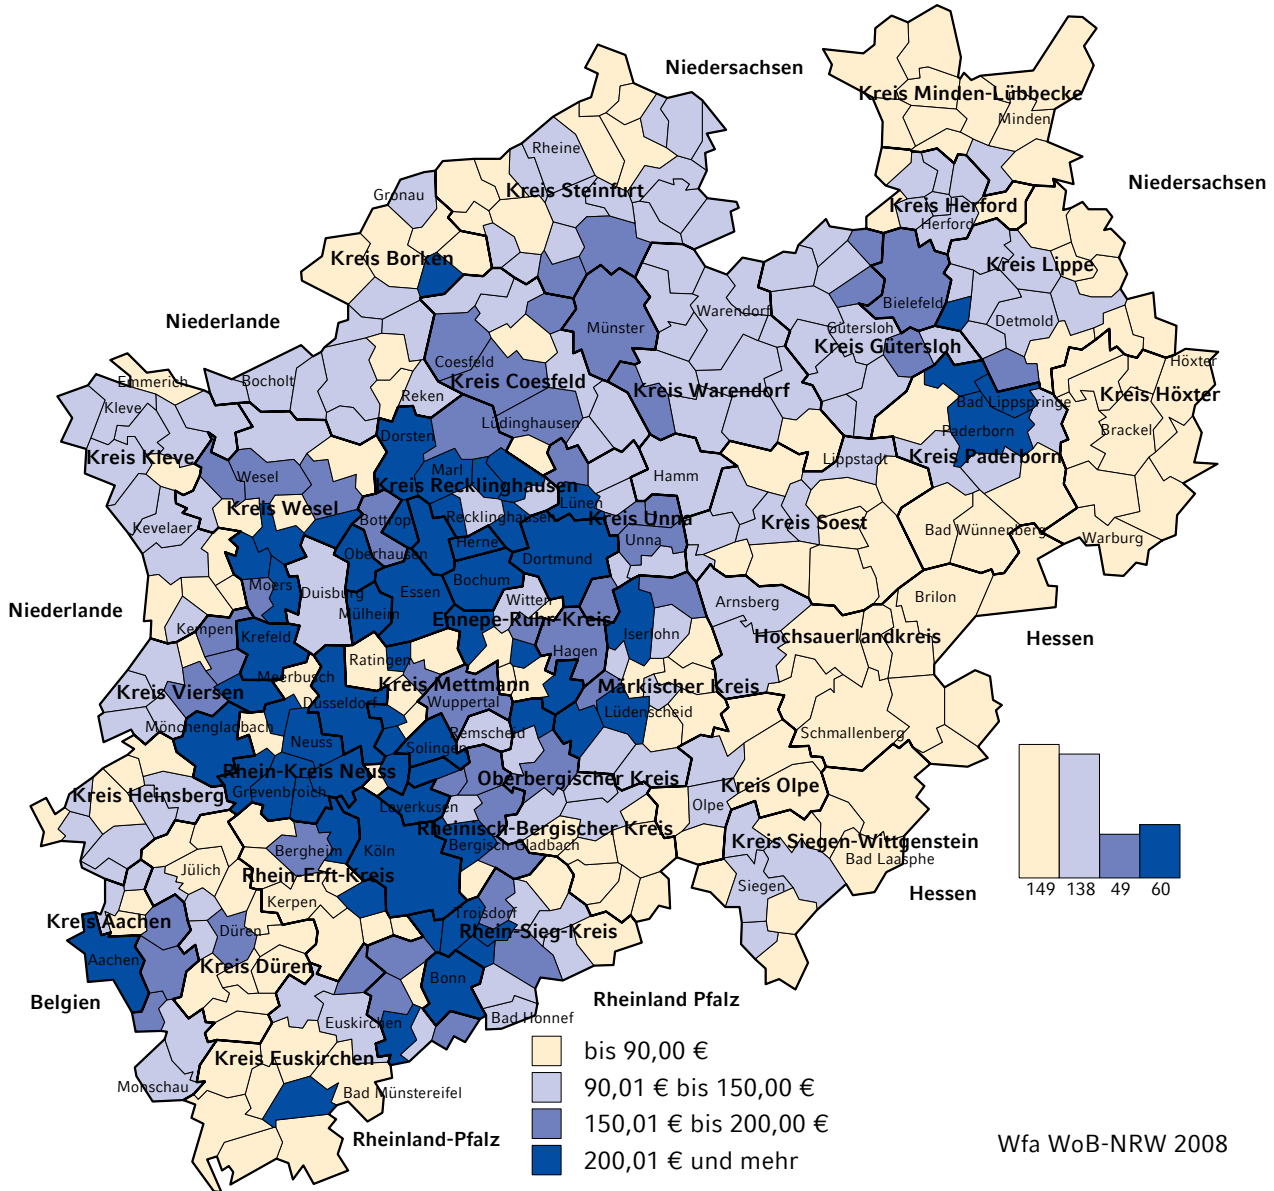 Niedersachsen
Kreis Minden-Lübbecke
Minden
Rheine
Niedersachsen
Kreis Steinfurt
Gronau
Kreis Herford
Herford
Kreis Borken
Kreis Lippe
Bielefeld
Warendorf
Niederlande
Münster
Gütersloh
Detmold
Kreis Gütersloh
Coesfeld
Höxter
Emmerich
Bocholt
Kreis Coesfeld
Kreis Warendorf
Kreis Höxter
Reken
Bad Lippspringe
Kleve
Lüdinghausen
Paderborn
Brackel
Dorsten
Kreis Kleve
Lippstadt
Kreis Paderborn
Marl
Wesel
Hamm
Kreis Recklinghausen
Kreis Wesel
Lünen
Bottrop
Recklinghausen
Kreis Unna
Kreis Soest
Kevelaer
Bad Wünnenberg
Herne
Unna
Warburg
Oberhausen
Dortmund
Moers
Bochum
Duisburg
Essen
Brilon
Witten
Arnsberg
Niederlande
Mülheim
Ennepe-Ruhr-Kreis
Kempen
Krefeld
Iserlohn
Hochsauerlandkreis
Hessen
Hagen
Ratingen
Meerbusch
Kreis Mettmann
Märkischer Kreis
Kreis Viersen
Düsseldorf
Wuppertal
Lüdenscheid
Mönchengladbach
Remscheid
Schmallenberg
Neuss
Solingen
Rhein-Kreis Neuss
Oberbergischer Kreis
Kreis Olpe
Kreis Heinsberg
Grevenbroich
Leverkusen
Olpe
Rheinisch-Bergischer Kreis
Kreis Siegen-Wittgenstein
Bergheim
Köln
Bergisch Gladbach
Bad Laasphe
Jülich
Rhein-Erft-Kreis
Siegen
Hessen
149 138 49 60
Kerpen
Troisdorf
Kreis Aachen
Düren
Rhein-Sieg-Kreis
Aachen
Kreis Düren
Bonn
Belgien
Rheinland Pfalz
Euskirchen
Bad Honnef
bis 90,00 €
Kreis Euskirchen
Monschau
90,01 € bis 150,00 €
Bad Münstereifel
150,01 € bis 200,00 €
Rheinland-Pfalz
200,01 € und mehr
Wfa WoB-NRW 2008